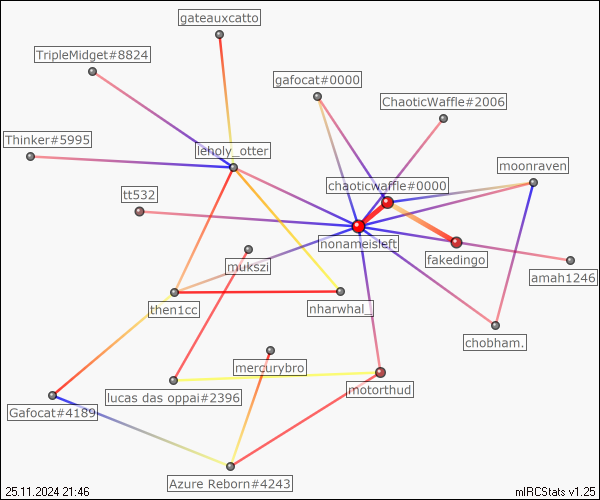 gateauxcatto
TripleMidget#8824
gafocat#0000
ChaoticWaffle#2006
Thinker#5995
leholy_otter
moonraven
chaoticwaffle#0000
tt532
nonameisleft
fakedingo
mukszi
amah1246
then1cc
nharwhal_
chobham.
mercurybro
motorthud
lucas das oppai#2396
Gafocat#4189
Azure Reborn#4243
25.11.2024 21:46
mIRCStats v1.25